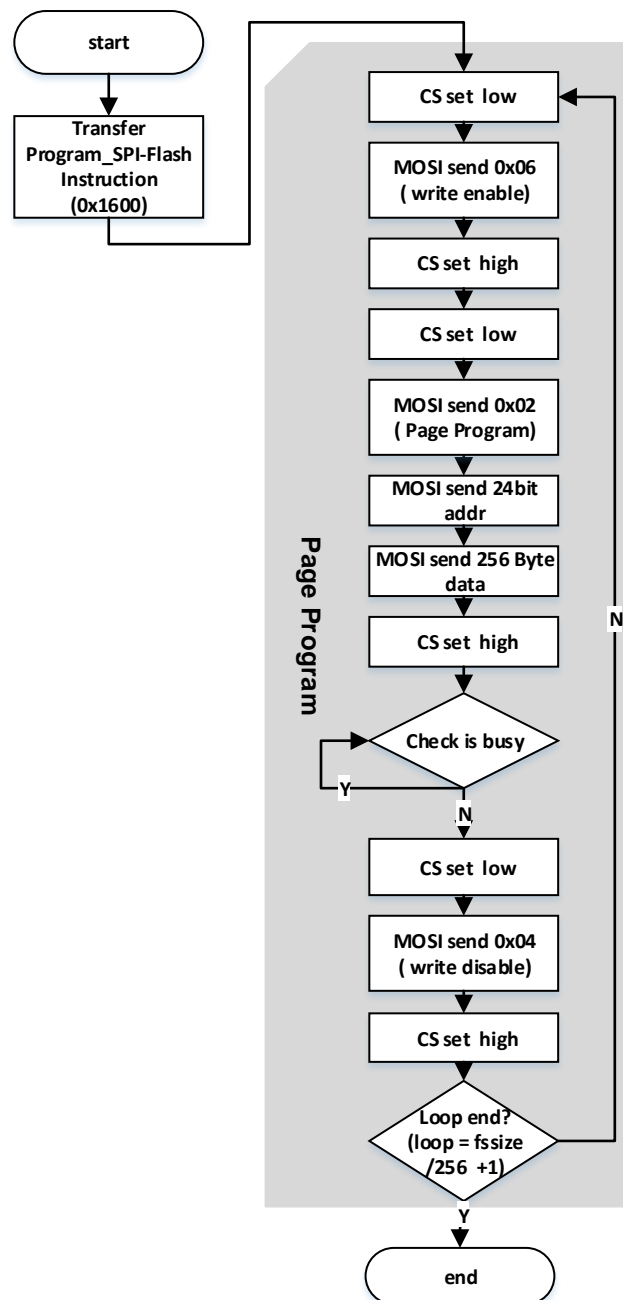 start
Transfer
Program_SPI-Flash
Instruction
(0x1600)
CS set low
MOSI send 0x06
( write enable)
CS set high
CS set low
MOSI send 0x02
( Page Program)
MOSI send 24bit
addr
MOSI send 256 Byte
data
CS set high
Page Program
Check is busy
Y
N
CS set low
MOSI send 0x04
( write disable)
CS set high
Loop end?
(loop = fssize
/256 +1)
N
Y
end